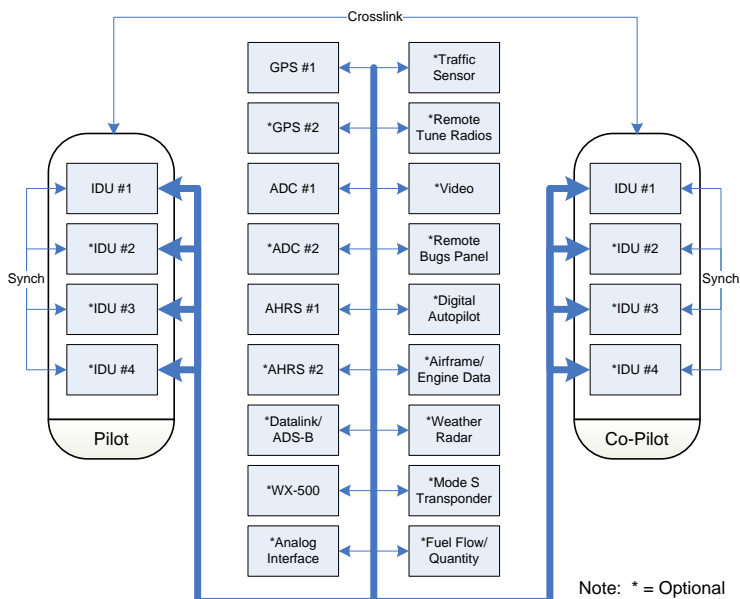 Crosslink
GPS #1
*Traffic
Sensor
*GPS #2
*Remote
Tune Radios
IDU #1
ADC #1
*Video
IDU #1
*IDU #2
*ADC #2
*Remote
Bugs Panel
*IDU #2
Synch
Synch
*IDU #3
AHRS #1
*Digital
Autopilot
*IDU #3
*IDU #4
*AHRS #2
*Airframe/
Engine Data
*IDU #4
Pilot
*Datalink/
ADS-B
*Weather
Radar
Co-Pilot
*WX-500
*Mode S
Transponder
*Analog
Interface
*Fuel Flow/
Quantity
Note: * = Optional